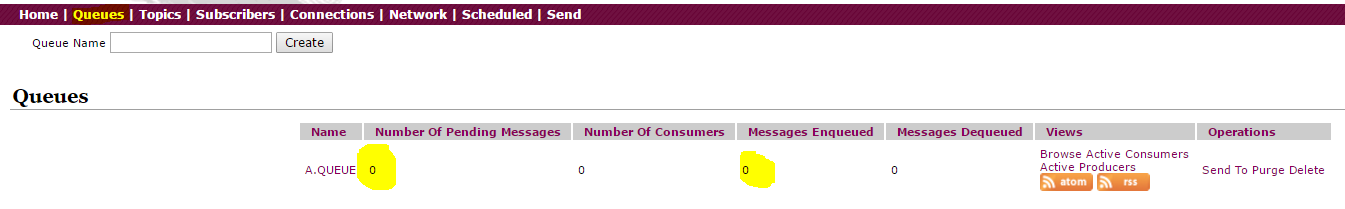 Home | Queues | Topics | Subscribers | Connections | Network | Scheduled | Send
Queue Name Create
Queues
Name Number Of Pending Messages Number Of Consumers Messages Enqueued Messages Dequeued Views Operations
A.QUEUE 0 0 0 0 Browse Active Consumers
Active Producers
atom rss
Send To Purge Delete